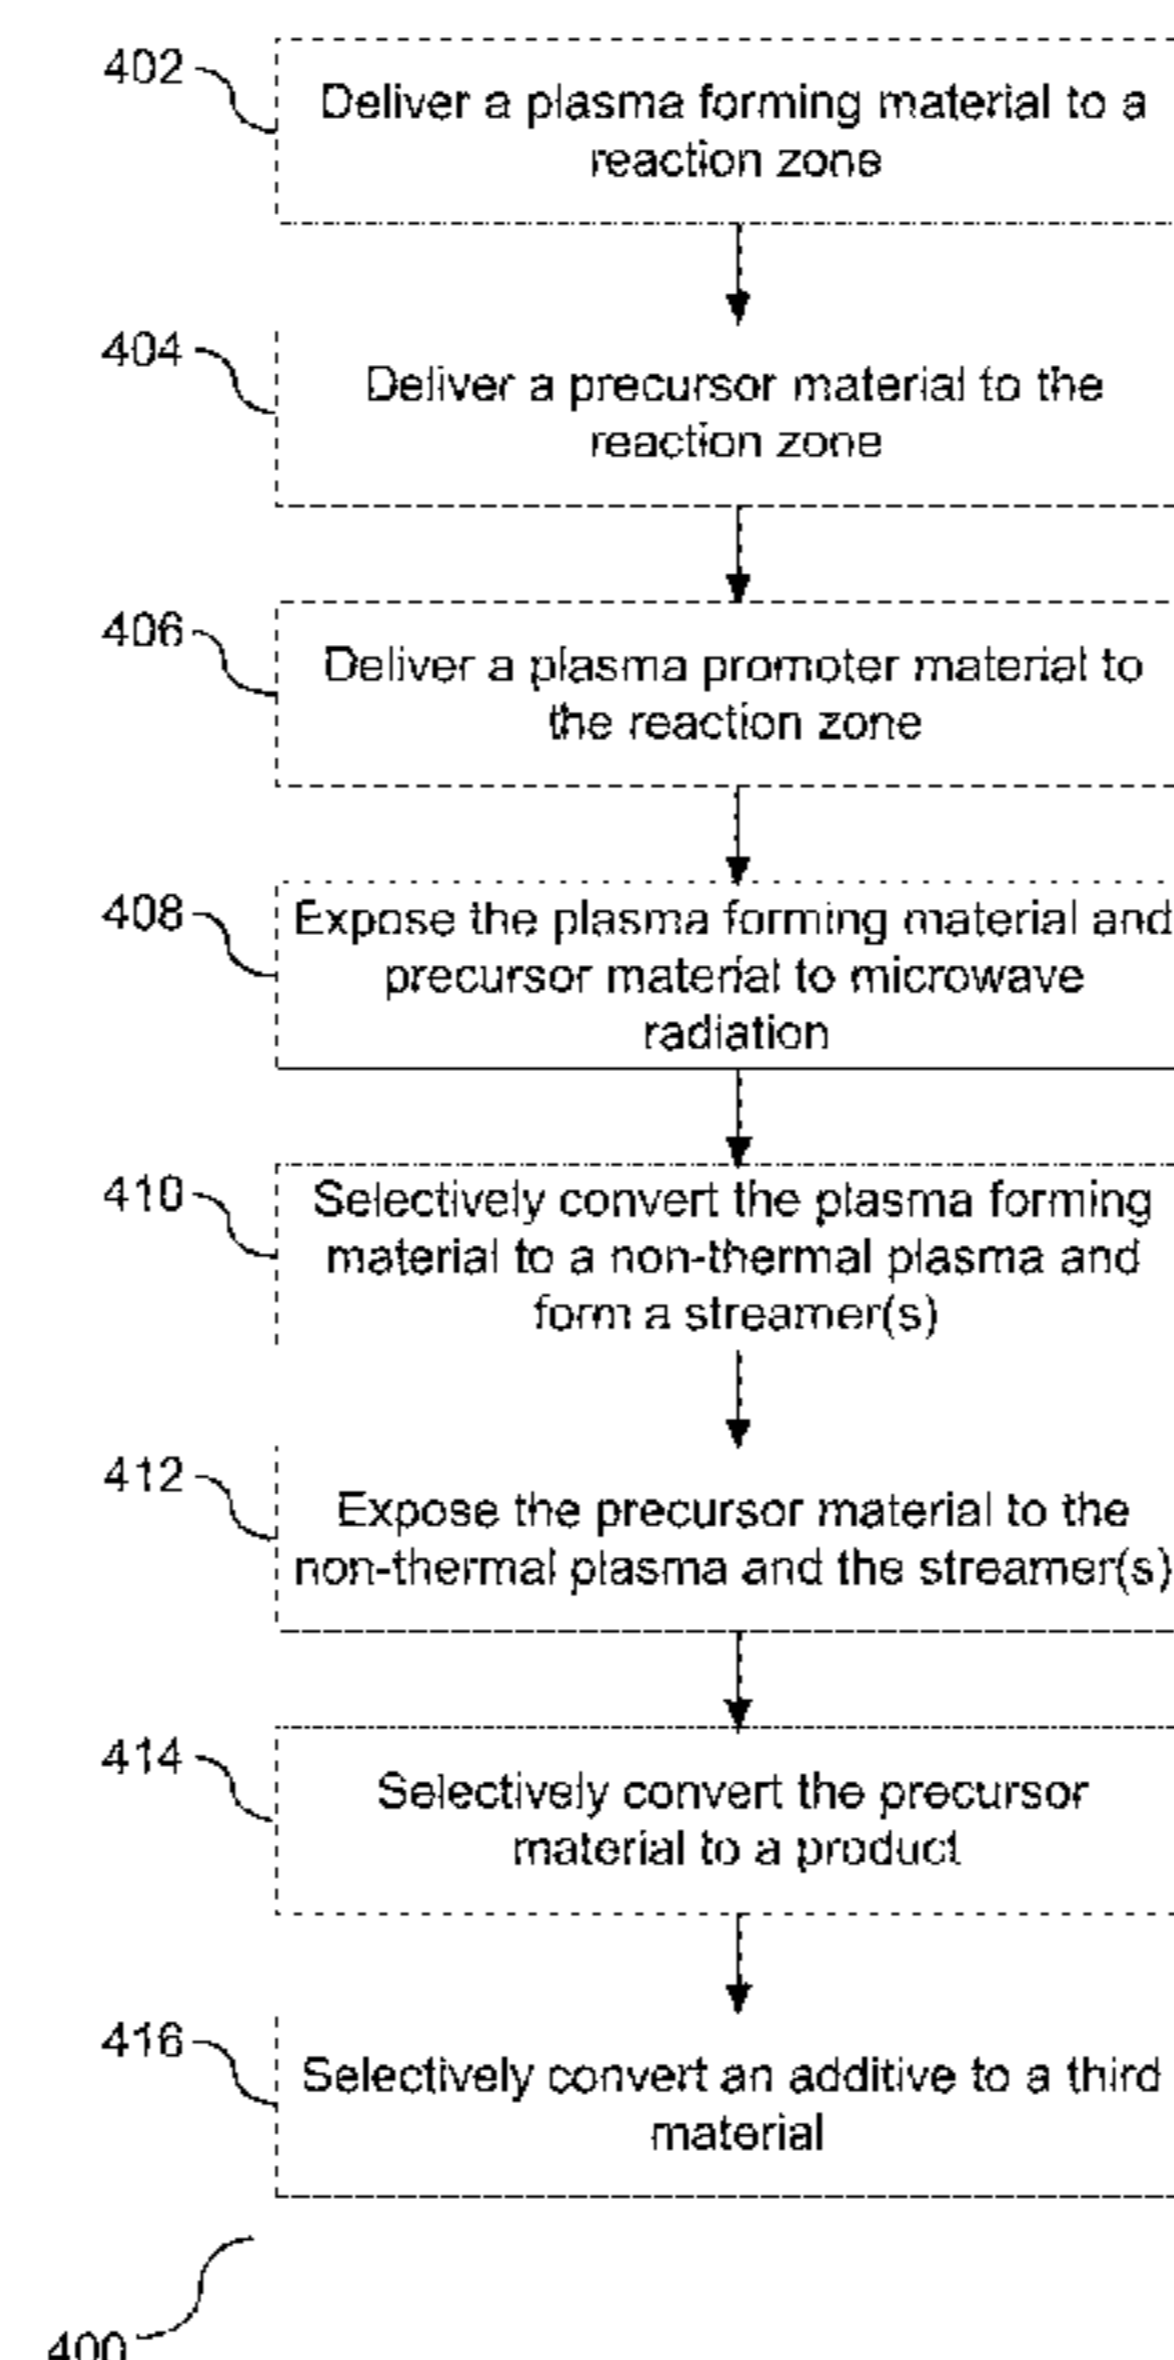 402
Deliver a plasma forming material to a
reaction zone
404
Deliver a precursor material to the
reaction zone
406
Deliver a plasma promoter material to
the reaction zone
408
Expose the plasma forming material and
precursor material to microwave
radiation
410
Selectively convert the plasma forming
material to a non-thermal plasma and
form a streamer(s)
412
Expose the precursor material to the
non-thermal plasma and the streamer(s)
414
Selectively convert the precursor
material to a product
416
Selectively convert an additive to a third
material
400